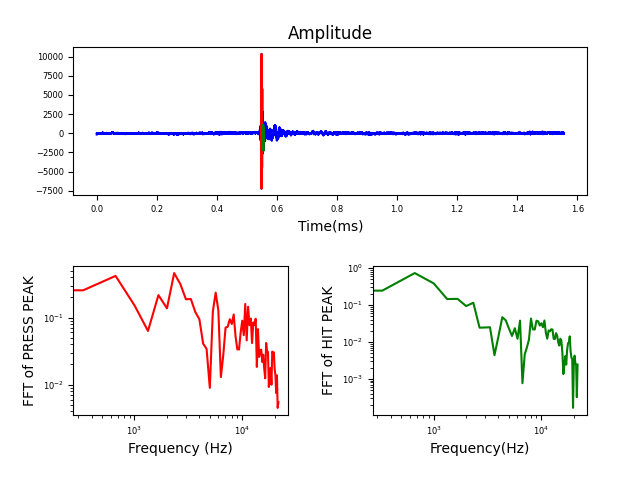 Amplitude
10000
7500
5000
2500
0
−2500
−5000
−7500
0.0 0.2 0.4 0.6 0.8 1.0 1.2 1.4 1.6
Time(ms)
FFT of PRESS PEAK
10⁻¹
10⁻²
10³ 10⁴
Frequency (Hz)
FFT of HIT PEAK
10⁰
10⁻¹
10⁻²
10⁻³
10³ 10⁴
Frequency(Hz)